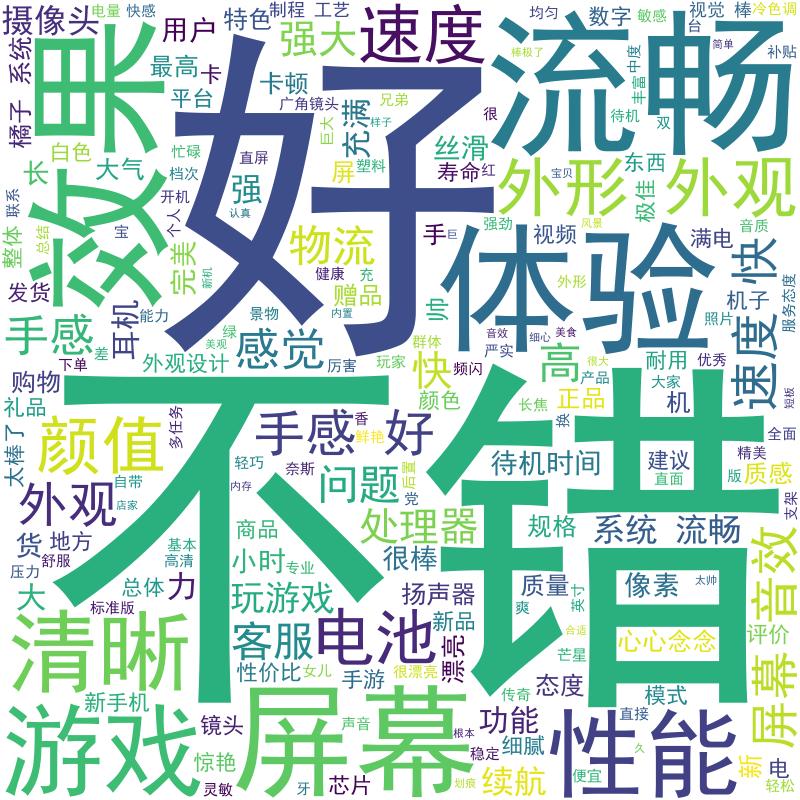 摄像头
电量
快感
特色
制程
工艺
速度
均匀
数字
敏感
视觉
棒
冷色调
台
效果
用户
强大
流畅
棒极了
简单
补贴
系统
最高
卡
卡顿
好
兄弟
橘子
平台
广角镜头
巨大
样子
充满
很
待机
丰富
中度
双
白色
忙碌
直屏
塑料
丝滑
外形
外观
东西
长
大气
档次
屏
寿命
红
宝贝
极佳
联系
开机
强
强劲
风景
音质
整体
总结
宝
个人
认真
完美
物流
手
巨
体验
视频
满电
快
发货
新机
健康
充
赠品
帅
外形
机子
服务态度
手感
耳机
能力
景物
内置
绿
群体
音效
细心
美食
照片
速度
差
美观
感觉
玩家
严实
很大
高
耐用
优秀
下单
外观设计
厉害
快
频闪
产品
大家
短板
购物
颜色
长焦
正品
机
礼品
多任务
不错
香
手感
好
换
全面
太棒了
颜值
鲜艳
待机时间
建议
精美
外观
自带
轻巧
奈斯
问题
后置
直面
版
质感
店家
内存
党
支架
货
地方
商品
处理器
规格
系统
流畅
音效
压力
舒服
基本
高清
小时
专业
很棒
大
总体
力
玩游戏
扬声器
质量
英寸
像素
太帅
标准版
新品
爽
清晰
客服
电池
漂亮
合适
心心念念
评价
性价比
女儿
很漂亮
芒星
屏幕
新手机
手游
传奇
态度
模式
游戏
镜头
屏幕
声音
功能
直接
性能
惊艳
根本
稳定
细腻
久
新
电
灵敏
牙
芯片
划痕
续航
便宜
轻松